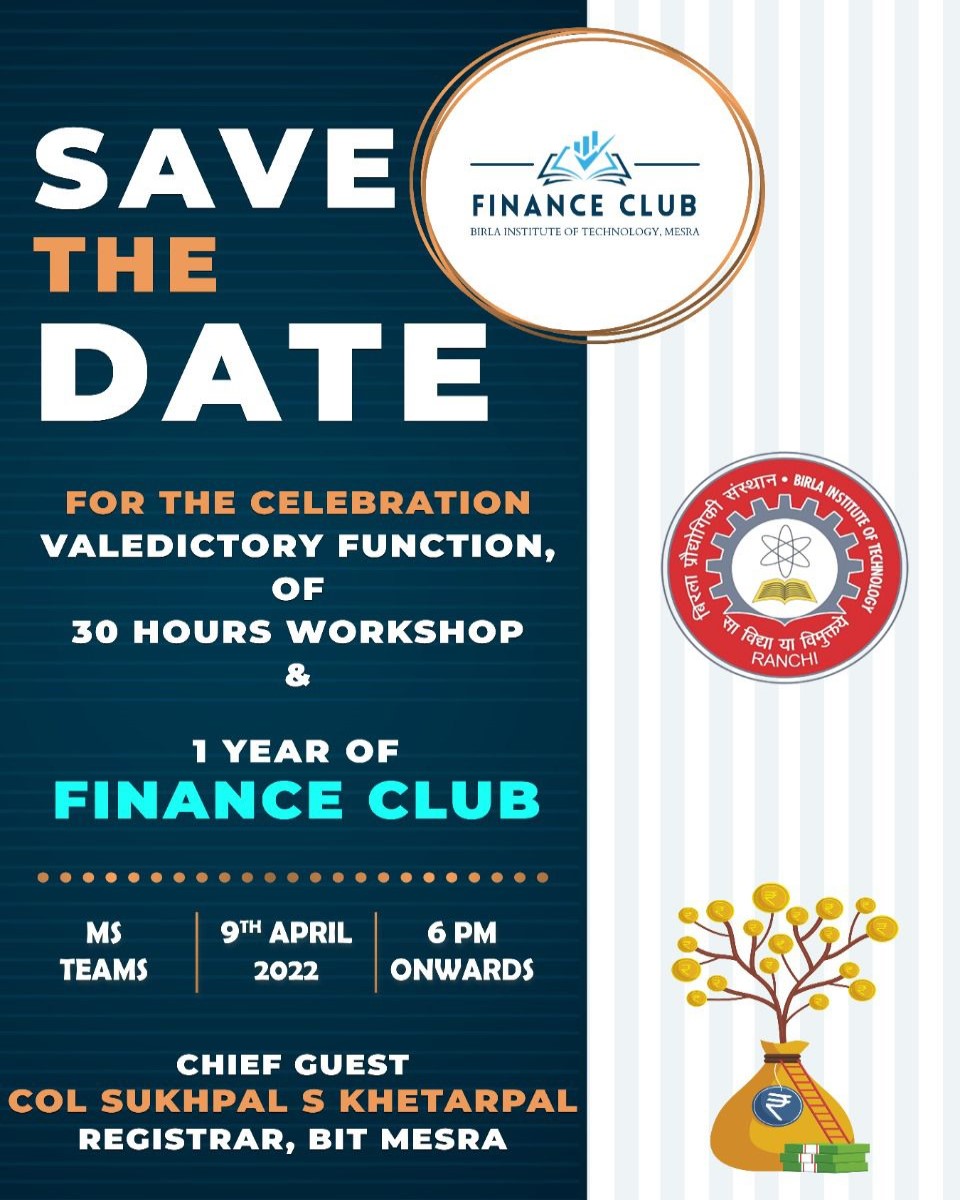 SAVE
THE
DATE
FINANCE CLUB
BIRLA INSTITUTE OF TECHNOLOGY, MESRA
FOR THE CELEBRATION
VALEDICTORY FUNCTION,
OF
30 HOURS WORKSHOP
&
1 YEAR OF
FINANCE CLUB
बिरला प्रौद्योगिकी संस्थान • BIRLA INSTITUTE OF TECHNOLOGY
सा विद्या या विमुक्तये
RANCHI
MS
TEAMS
9TH APRIL
2022
6 PM
ONWARDS
CHIEF GUEST
COL SUKHPAL S KHETARPAL
REGISTRAR, BIT MESRA
₹